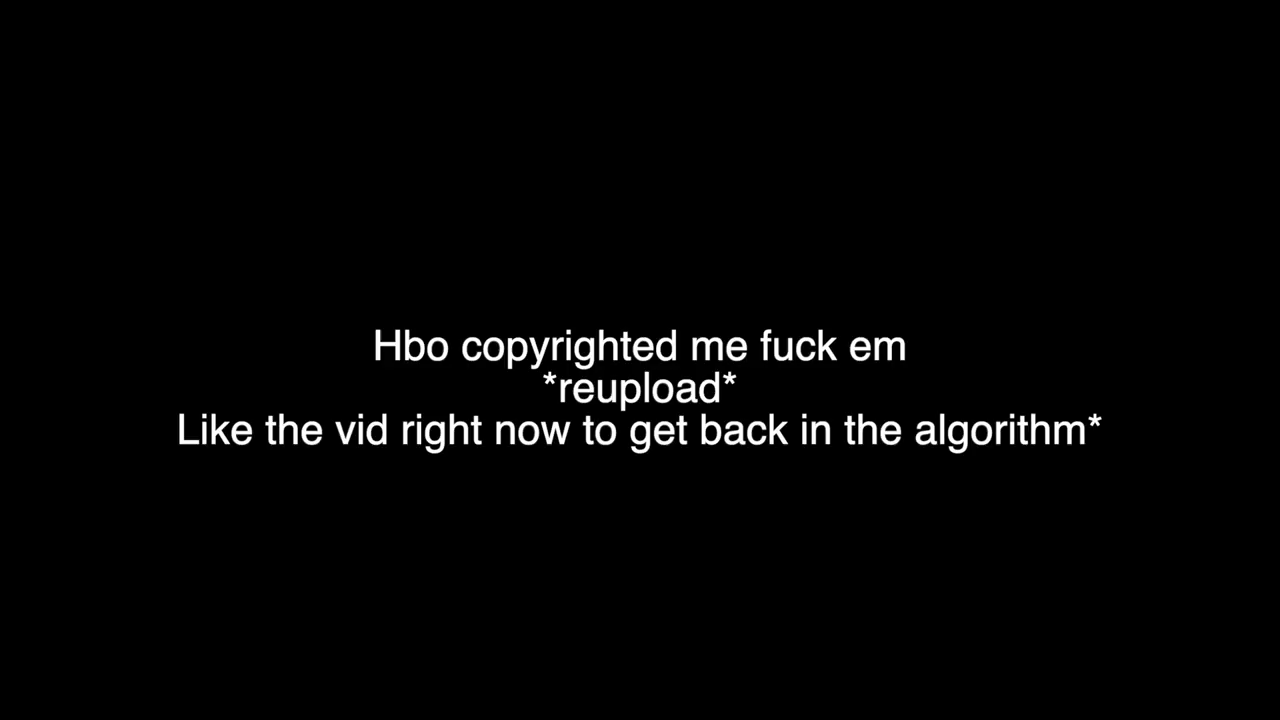 Hbo copyrighted me fuck em
*reupload*
Like the vid right now to get back in the algorithm*